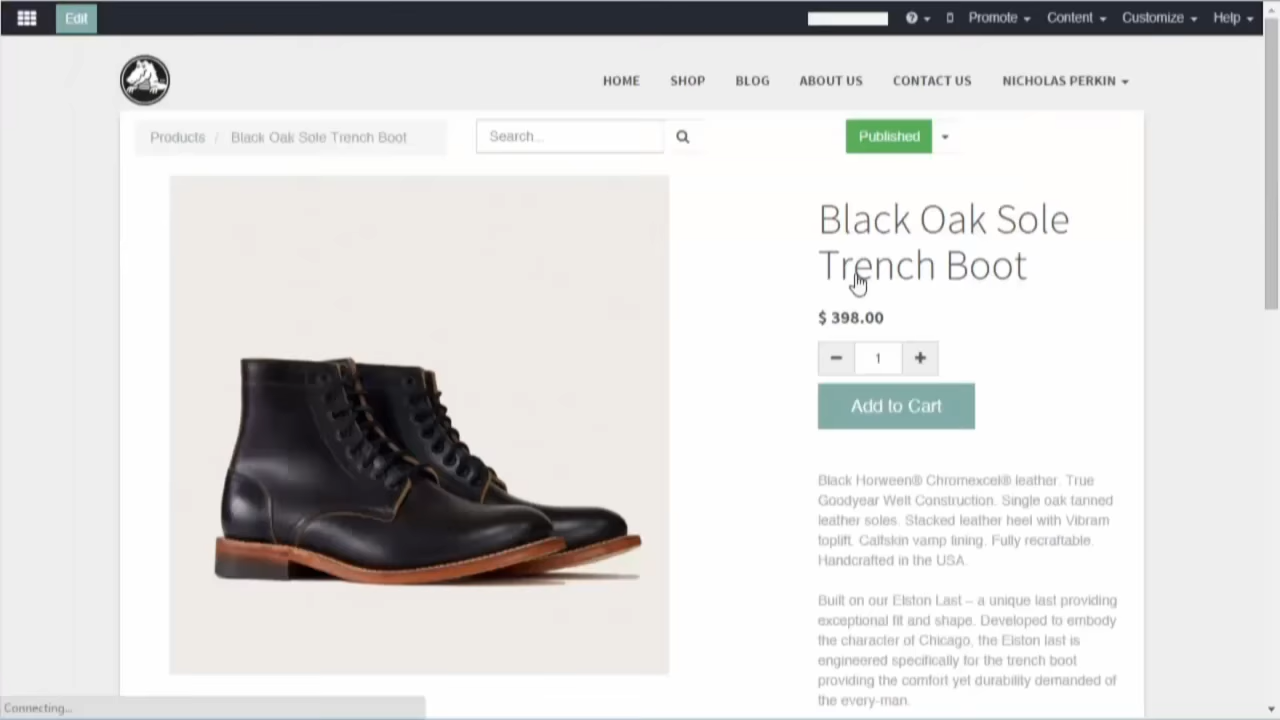 Edit
Promote
Content
Customize
Help
HOME
SHOP
BLOG
ABOUT US
CONTACT US
NICHOLAS PERKIN
Products / Black Oak Sole Trench Boot
Search...
Published
Black Oak Sole
Trench Boot
$ 398.00
1
Add to Cart
Black Horween® Chromexcel® leather. True
Goodyear Welt Construction. Single oak tanned
leather soles. Stacked leather heel with Vibram
toplift. Calfskin vamp lining. Fully recraftable.
Handcrafted in the USA.
Built on our Elston Last – a unique last providing
exceptional fit and shape. Developed to embody
the character of Chicago, the Elston last is
engineered specifically for the trench boot
providing the comfort yet durability demanded of
the every-man.
Connecting...